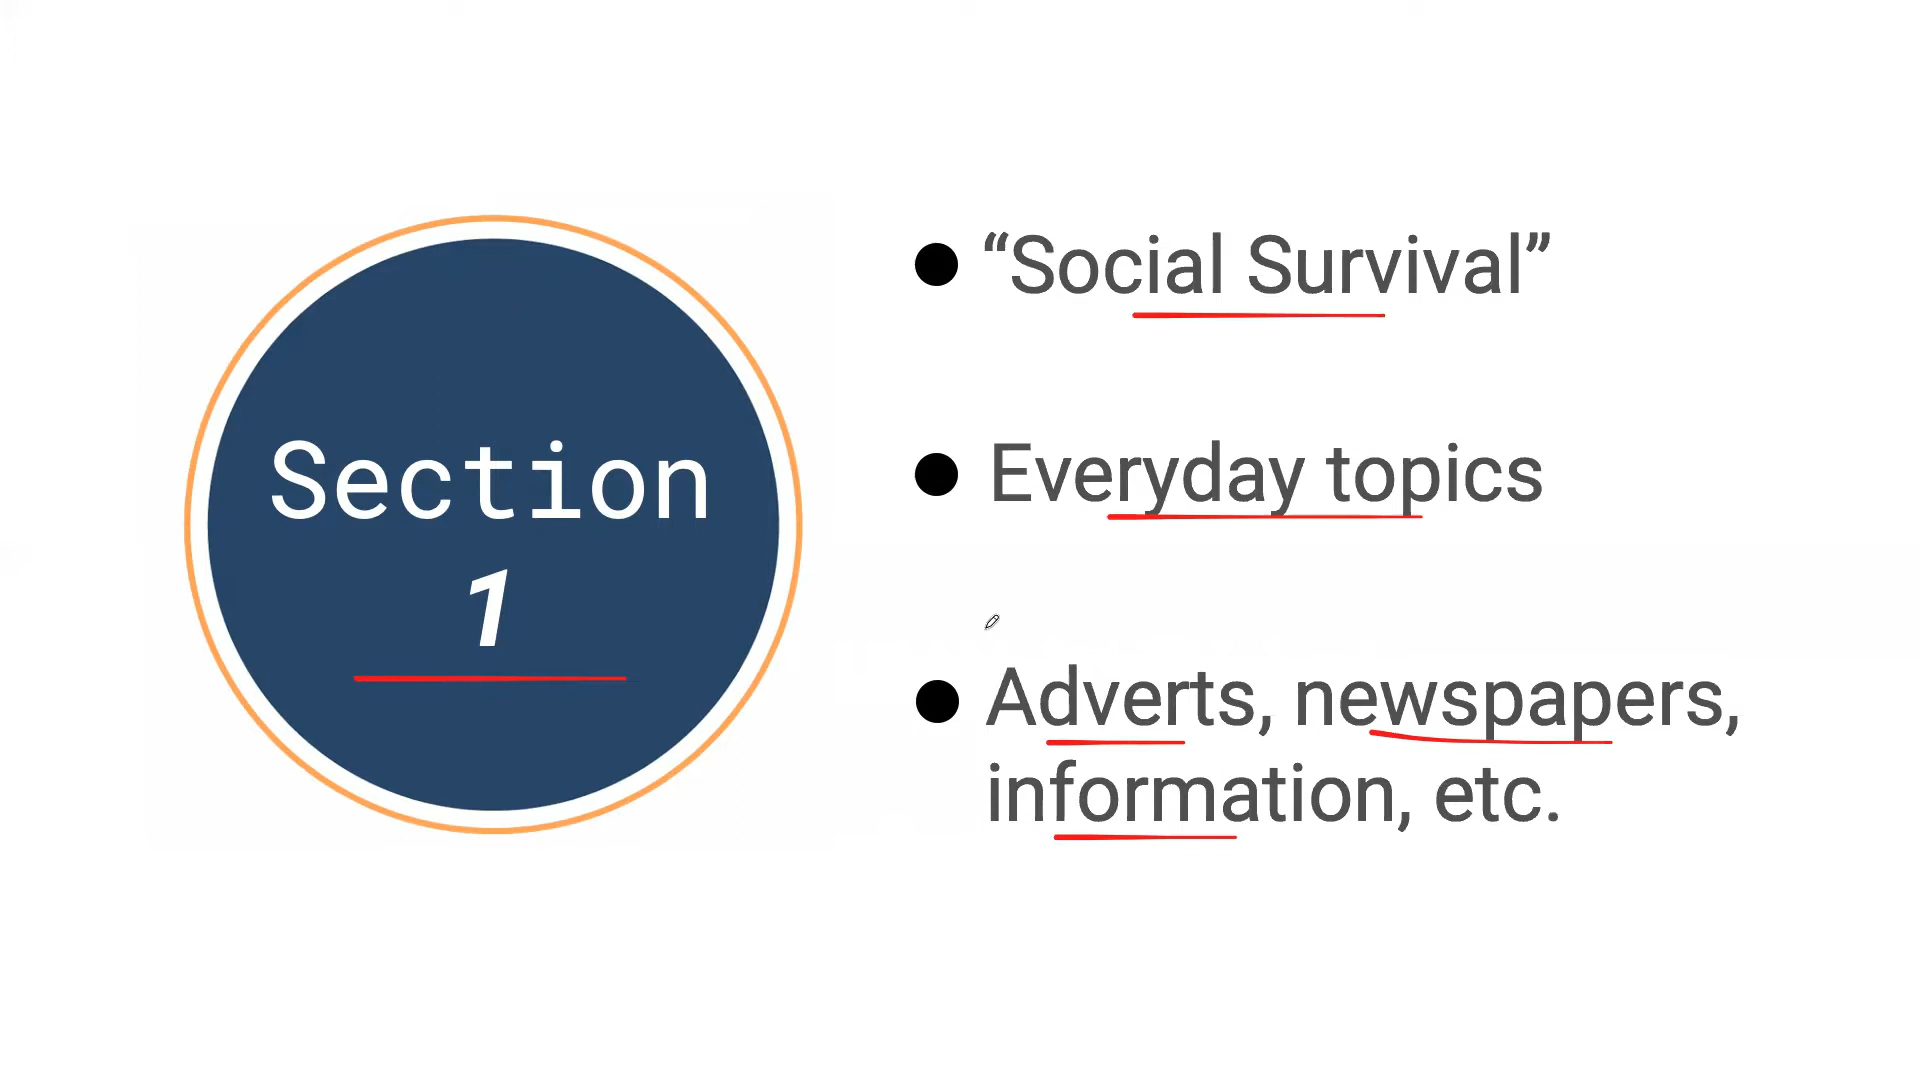 Section
1
“Social Survival”
Everyday topics
Adverts, newspapers,
information, etc.